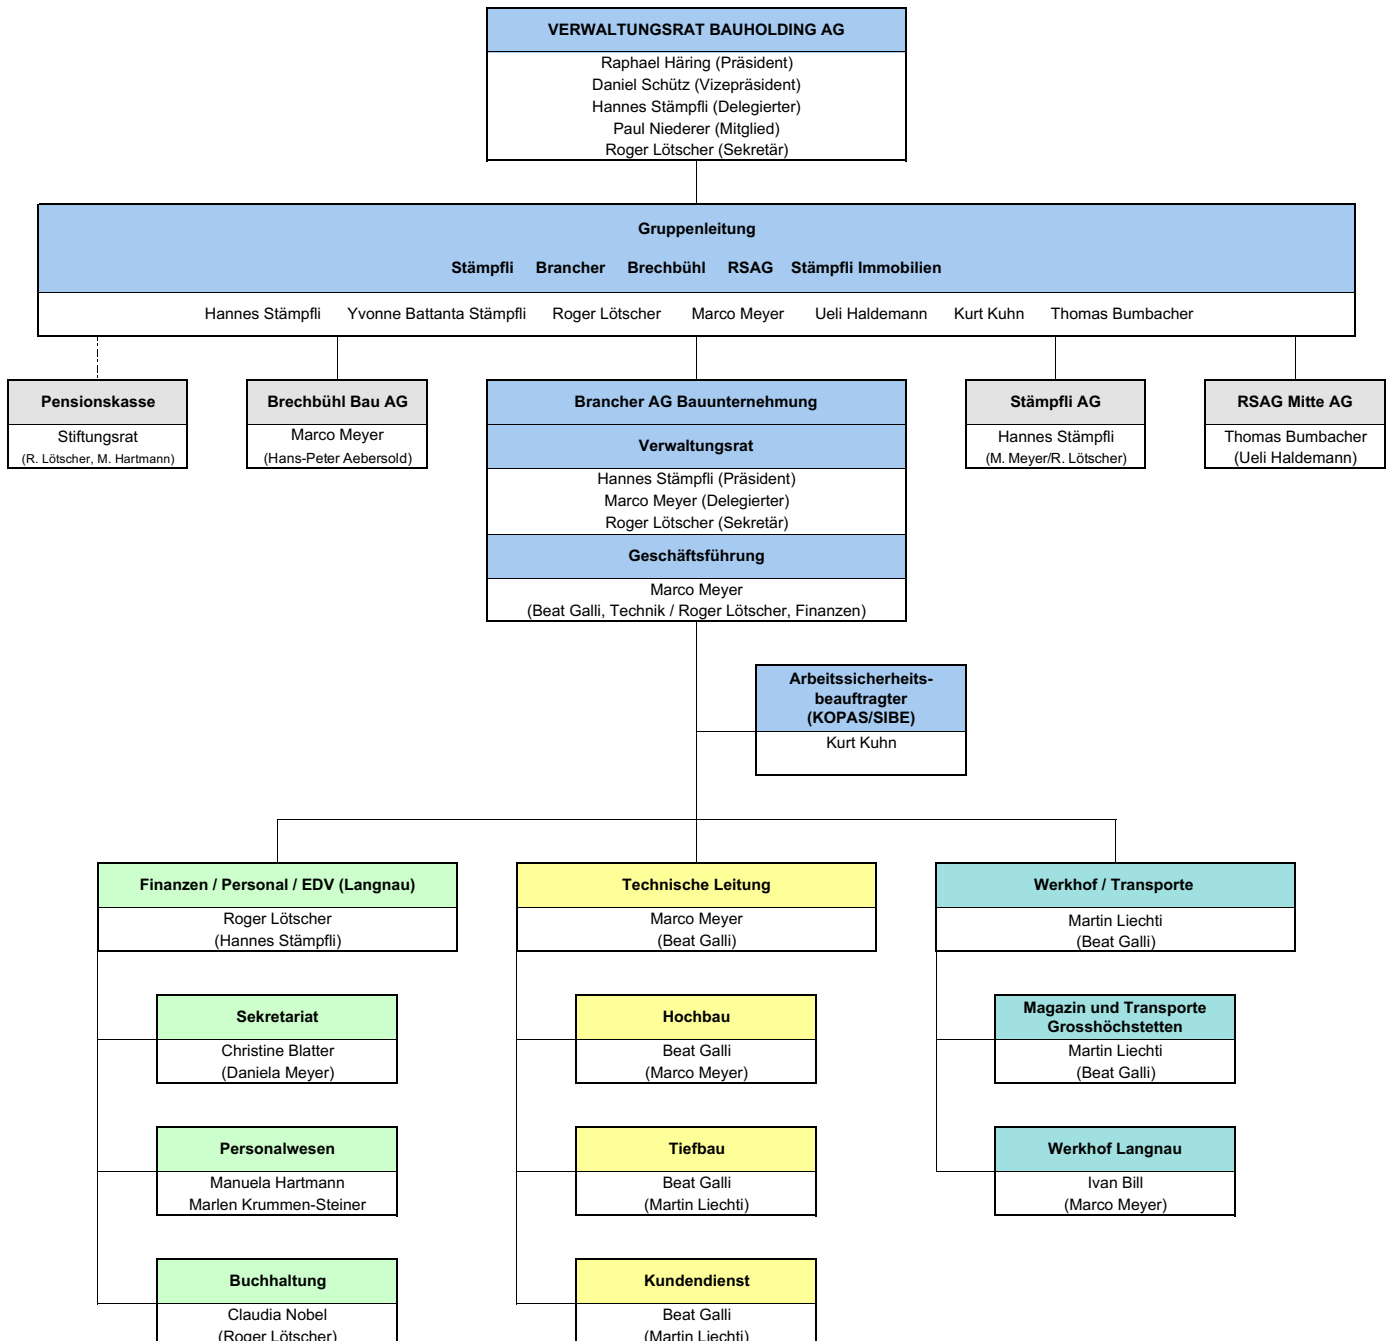 VERWALTUNGSRAT BAUHOLDING AG
Raphael Häring (Präsident)
Daniel Schütz (Vizepräsident)
Hannes Stämpfli (Delegierter)
Paul Niederer (Mitglied)
Roger Lötscher (Sekretär)
Gruppenleitung
Stämpfli Brancher Brechbühl RSAG Stämpfli Immobilien
Hannes Stämpfli Yvonne Battanta Stämpfli Roger Lötscher Marco Meyer Ueli Haldemann Kurt Kuhn Thomas Bumbacher
Pensionskasse
Stiftungsrat
(R. Lötscher, M. Hartmann)
Brechbühl Bau AG
Marco Meyer
(Hans-Peter Aebersold)
Brancher AG Bauunternehmung
Verwaltungsrat
Hannes Stämpfli (Präsident)
Marco Meyer (Delegierter)
Roger Lötscher (Sekretär)
Geschäftsführung
Marco Meyer
(Beat Galli, Technik / Roger Lötscher, Finanzen)
Stämpfli AG
Hannes Stämpfli
(M. Meyer/R. Lötscher)
RSAG Mitte AG
Thomas Bumbacher
(Ueli Haldemann)
Arbeitssicherheits-
beauftragter
(KOPAS/SIBE)
Kurt Kuhn
Finanzen / Personal / EDV (Langnau)
Roger Lötscher
(Hannes Stämpfli)
Sekretariat
Christine Blatter
(Daniela Meyer)
Personalwesen
Manuela Hartmann
Marlen Krummen-Steiner
Buchhaltung
Claudia Nobel
(Roger Lötscher)
Technische Leitung
Marco Meyer
(Beat Galli)
Hochbau
Beat Galli
(Marco Meyer)
Tiefbau
Beat Galli
(Martin Liechti)
Kundendienst
Beat Galli
(Martin Liechti)
Werkhof / Transporte
Martin Liechti
(Beat Galli)
Magazin und Transporte
Grosshöchstetten
Martin Liechti
(Beat Galli)
Werkhof Langnau
Ivan Bill
(Marco Meyer)